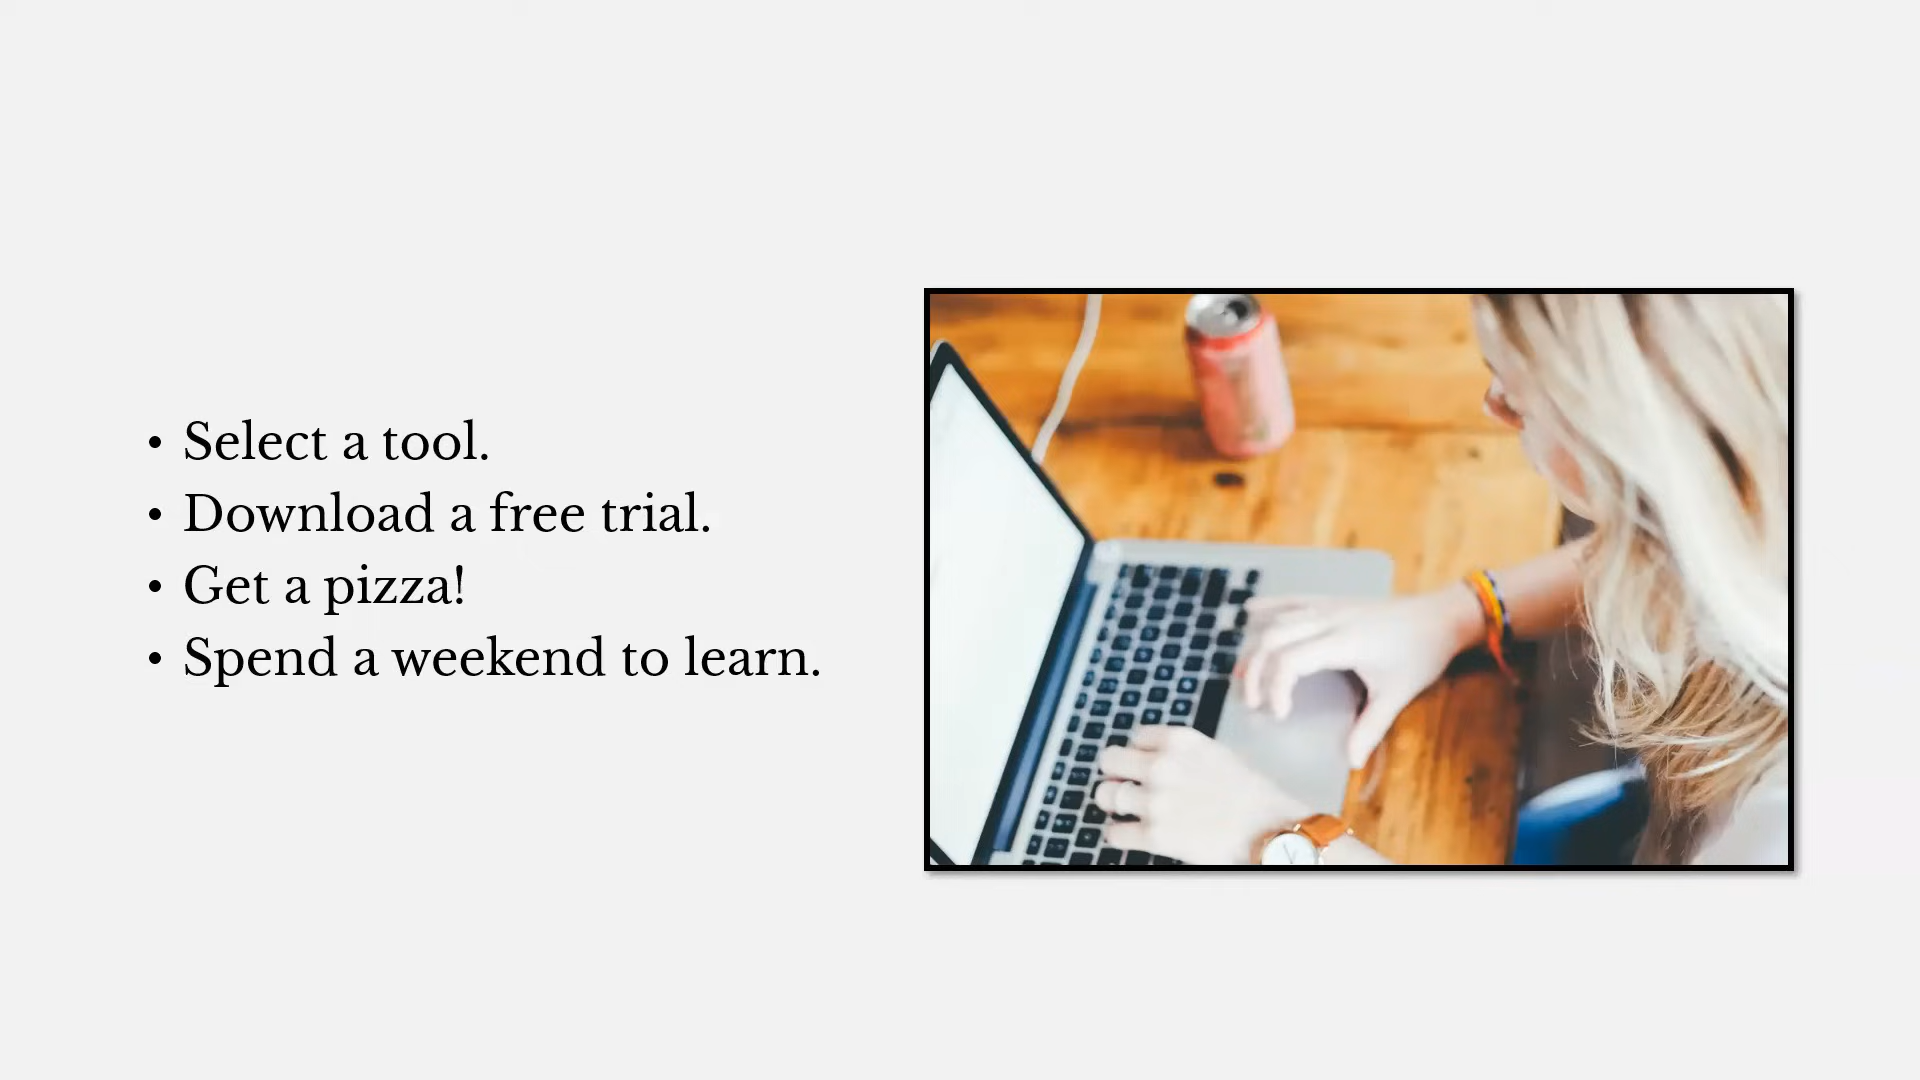 • Select a tool.
• Download a free trial.
• Get a pizza!
• Spend a weekend to learn.